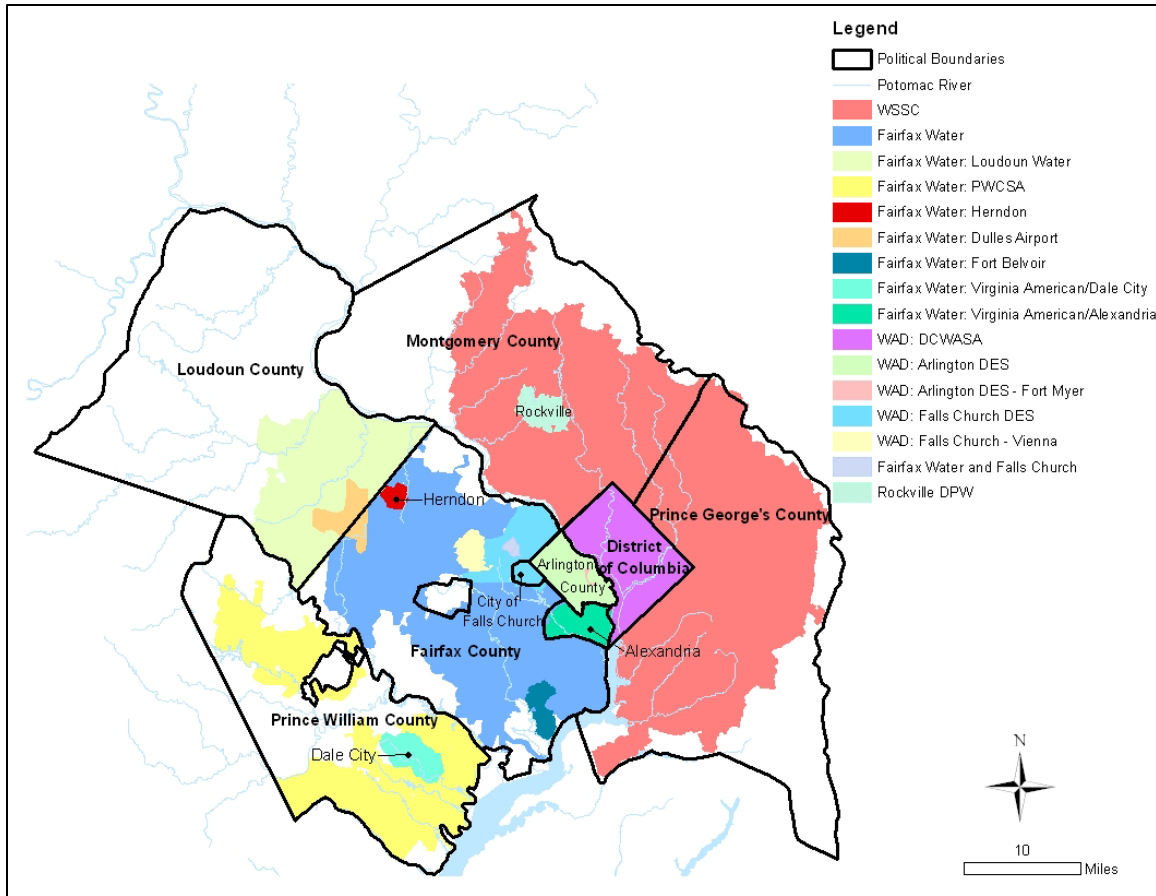 Legend
Political Boundaries
Potomac River
WSSC
Fairfax Water
Fairfax Water: Loudoun Water
Fairfax Water: PWCSA
Fairfax Water: Herndon
Fairfax Water: Dulles Airport
Fairfax Water: Fort Belvoir
Fairfax Water: Virginia American/Dale City
Fairfax Water: Virginia American/Alexandria
WAD: DCWASA
WAD: Arlington DES
WAD: Arlington DES - Fort Myer
WAD: Falls Church DES
WAD: Falls Church - Vienna
Fairfax Water and Falls Church
Rockville DPW
Montgomery County
Loudoun County
Rockville
Herndon
Prince George's County
District
of Columbia
Arlington
County
City of
Falls Church
Fairfax County
Alexandria
Prince William County
Dale City
N
10
Miles